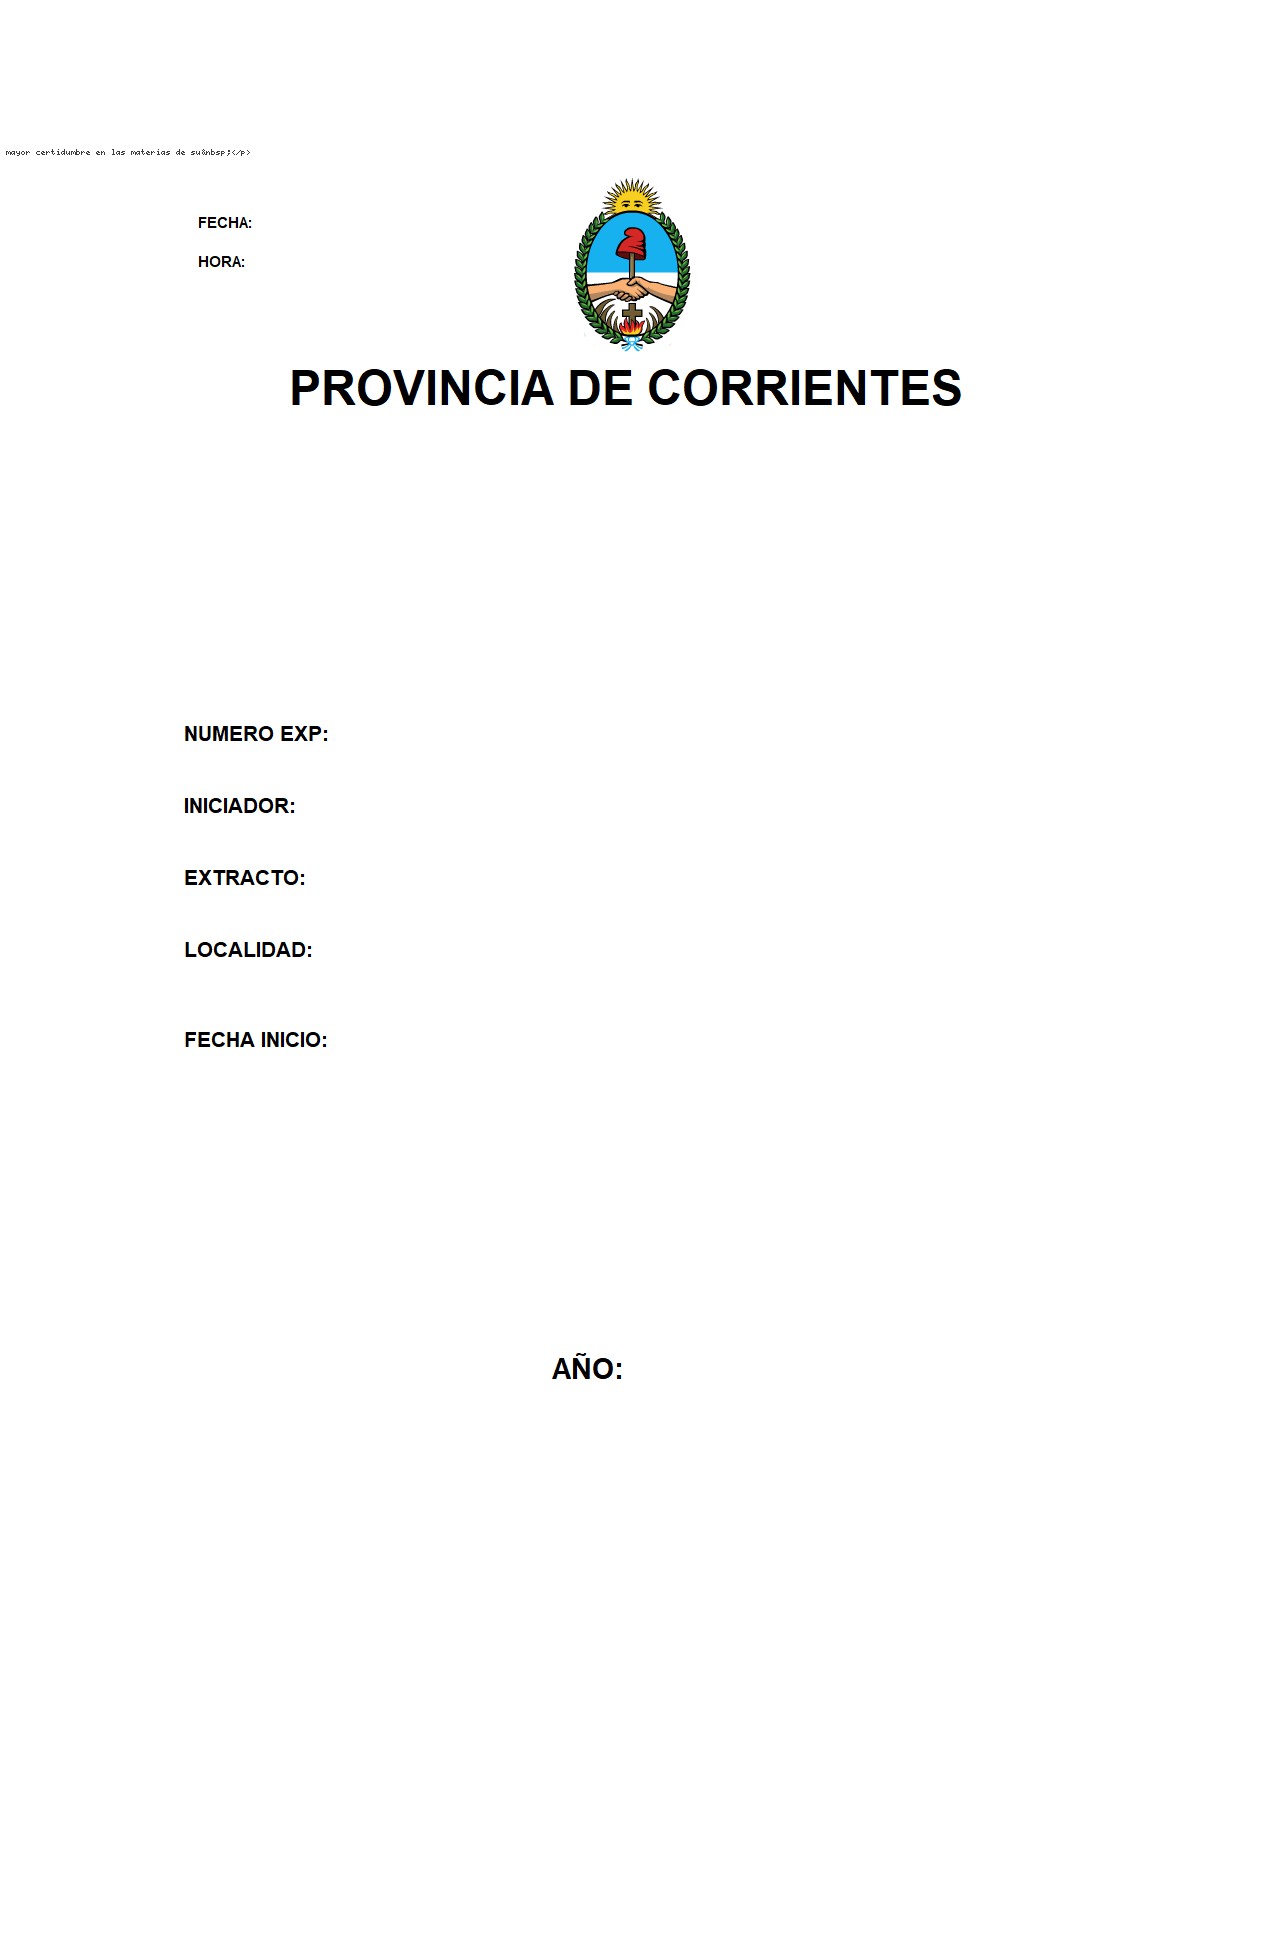 mayor certidumbre en las materias de su&nbsp;</p>
FECHA:
HORA:
PROVINCIA DE CORRIENTES
NUMERO EXP:
INICIADOR:
EXTRACTO:
LOCALIDAD:
FECHA INICIO:
AÑO: